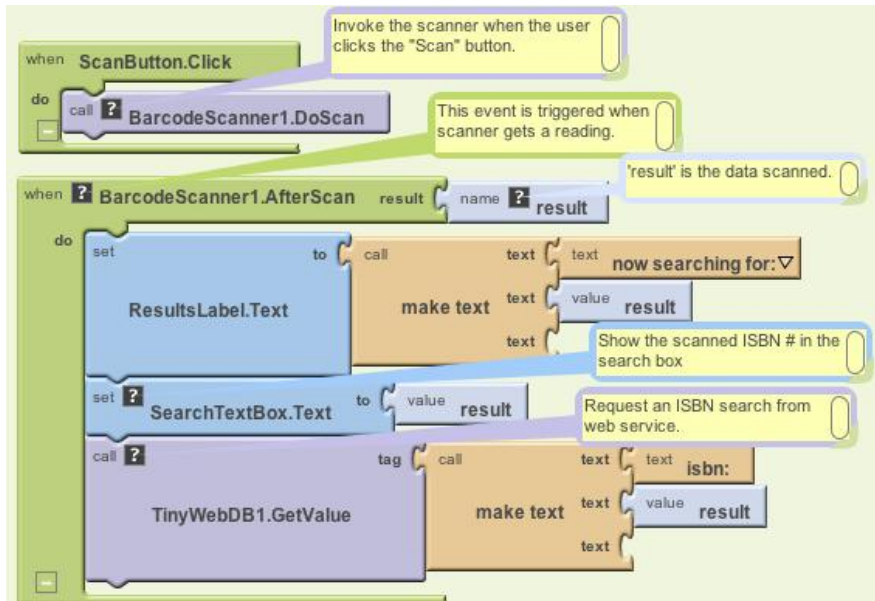 Invoke the scanner when the user
clicks the "Scan" button.
when ScanButton.Click
do
call ? BarcodeScanner1.DoScan
This event is triggered when
scanner gets a reading.
'result' is the data scanned.
when ? BarcodeScanner1.AfterScan result name ? result
do
set ResultsLabel.Text to call make text text text now searching for:
text value result
text
Show the scanned ISBN # in the
search box
set ? SearchTextBox.Text to value result
Request an ISBN search from
web service.
call ? TinyWebDB1.GetValue tag call make text text text isbn:
text value result
text